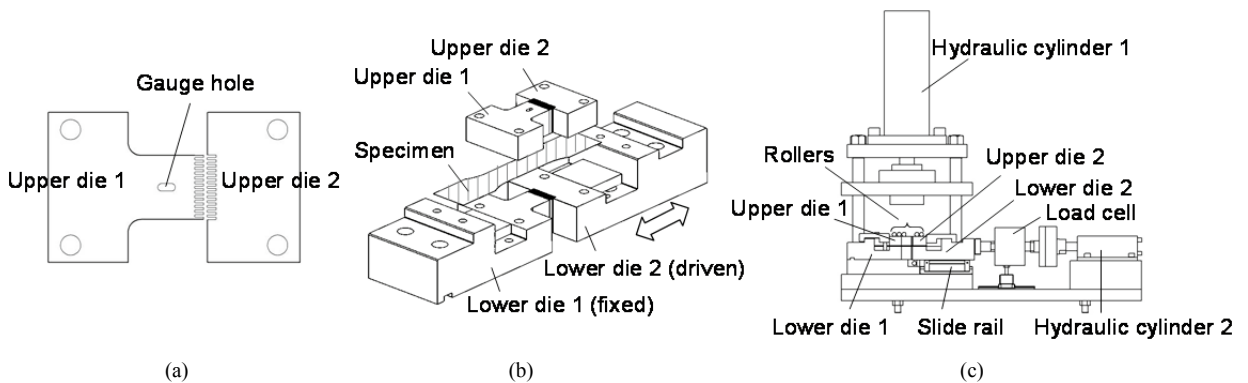 Gauge hole
Upper die 1
Upper die 2
(a)
Upper die 2
Upper die 1
Specimen
Lower die 2 (driven)
Lower die 1 (fixed)
(b)
Hydraulic cylinder 1
Rollers
Upper die 2
Lower die 2
Upper die 1
Load cell
Lower die 1
Slide rail
Hydraulic cylinder 2
(c)